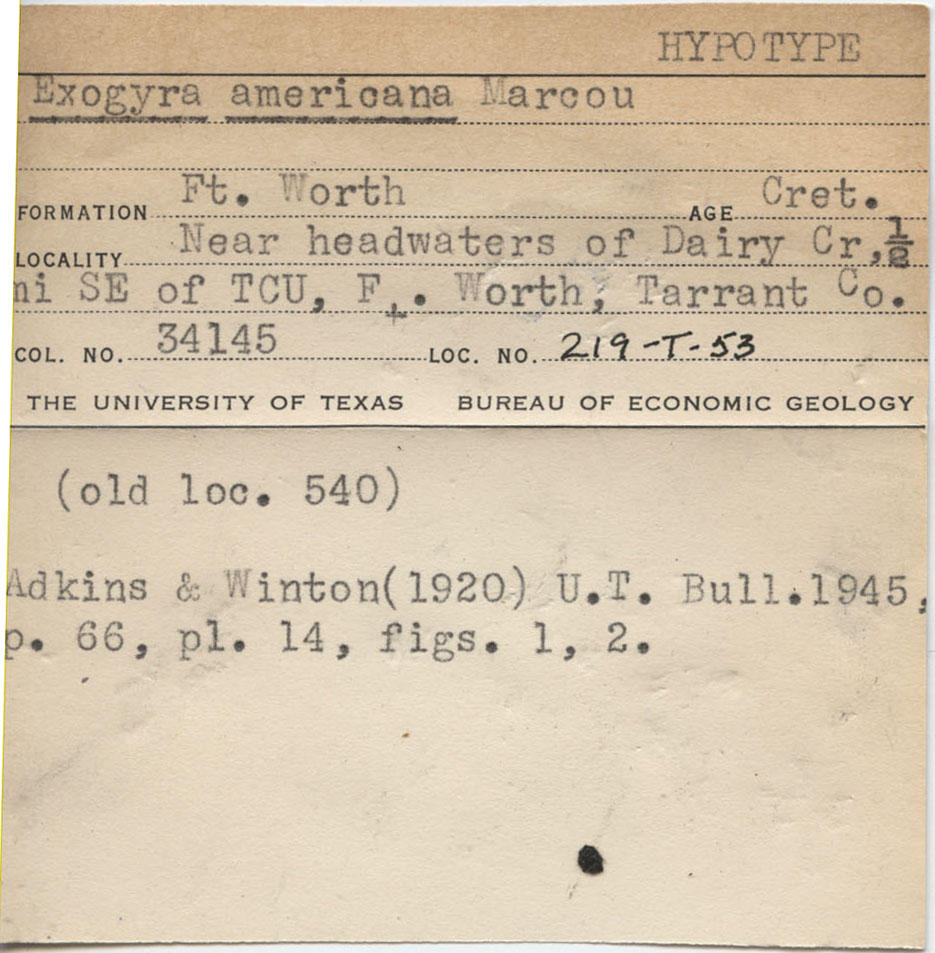 HYPOTYPE
Exogyra americana Marcou
FORMATION Ft. Worth AGE Cret.
LOCALITY Near headwaters of Dairy Cr, 1/2
mi SE of TCU, Ft. Worth, Tarrant Co.
COL. NO. 34145 LOC. NO. 219-T-53
THE UNIVERSITY OF TEXAS BUREAU OF ECONOMIC GEOLOGY
(old loc. 540)
Adkins & Winton(1920) U.T. Bull.1945,
p. 66, pl. 14, figs. 1, 2.